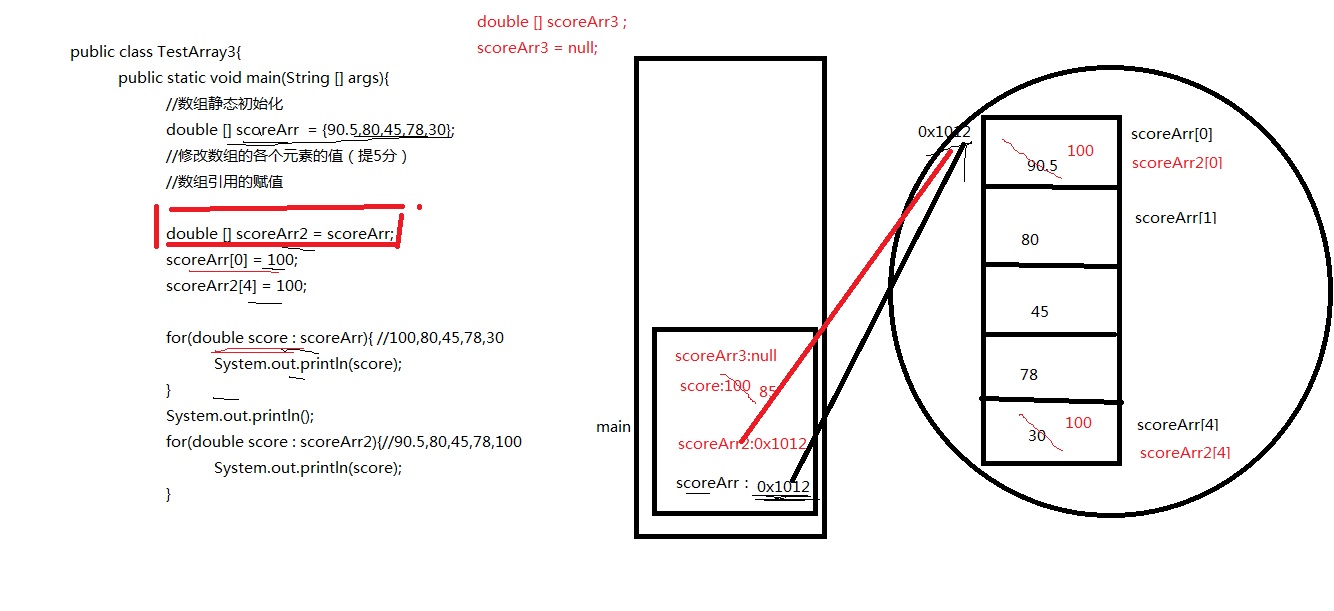 double [] scoreArr3 ;
scoreArr3 = null;
public class TestArray3{
public static void main(String [] args){
//数组静态初始化
double [] scoreArr  = {90.5,80,45,78,30};
//修改数组的各个元素的值（提5分）
//数组引用的赋值
double [] scoreArr2 = scoreArr;
scoreArr[0] = 100;
scoreArr2[4] = 100;
for(double score : scoreArr){ //100,80,45,78,30
System.out.println(score);
}
System.out.println();
for(double score : scoreArr2){//90.5,80,45,78,100
System.out.println(score);
}
main
scoreArr3:null
score:100
85
scoreArr2:0x1012
scoreArr :
0x1012
0x1012
100
90.5
80
45
78
100
30
scoreArr[0]
scoreArr2[0]
scoreArr[1]
scoreArr[4]
scoreArr2[4]